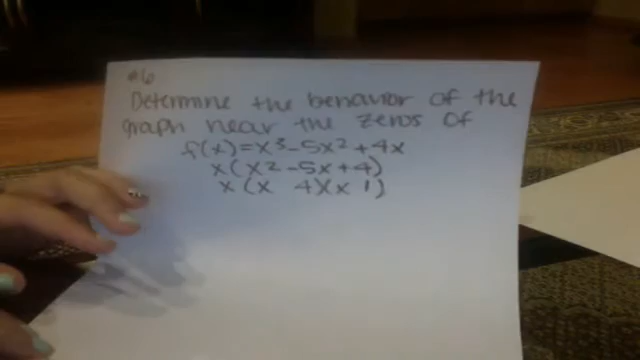 #6
Determine the behavior of the
graph near the zeros of
f(x)=x³-5x²+4x
x(x²-5x+4)
x(x 4)(x 1)